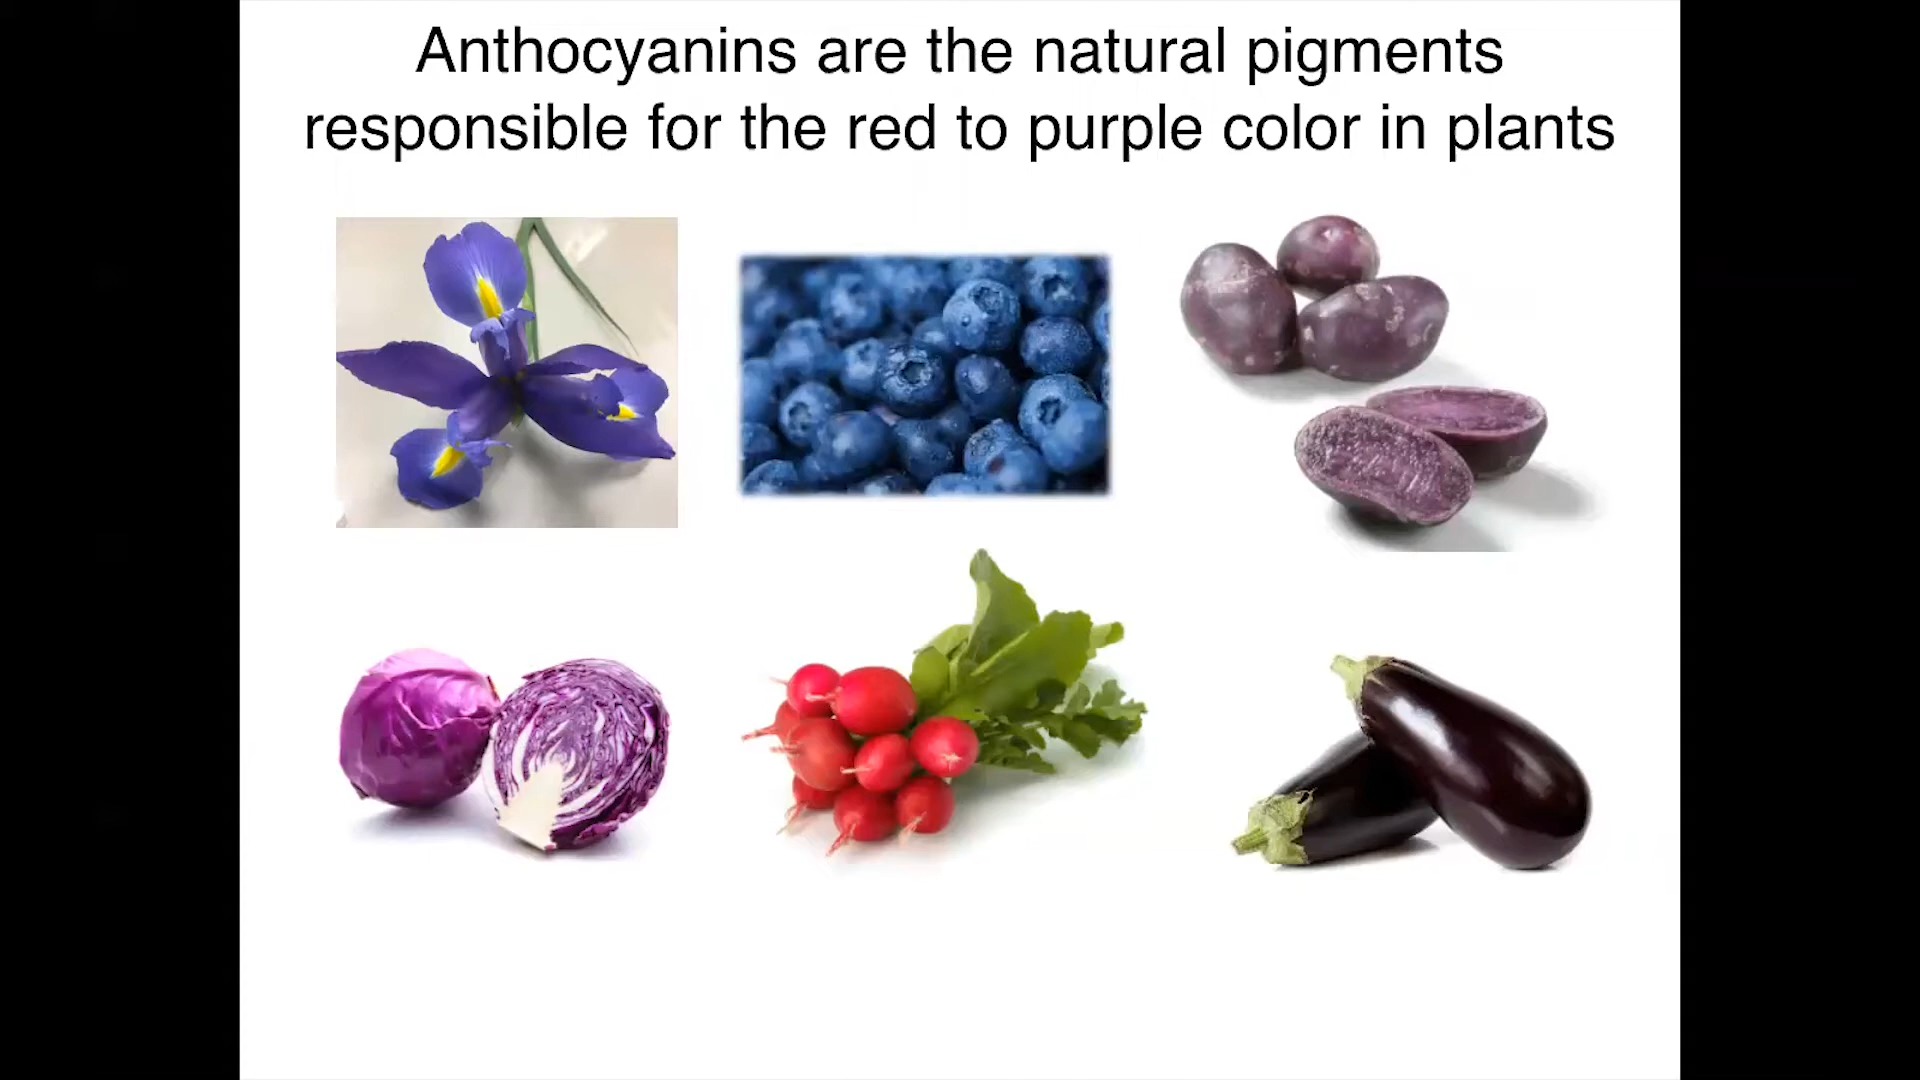 Anthocyanins are the natural pigments
responsible for the red to purple color in plants